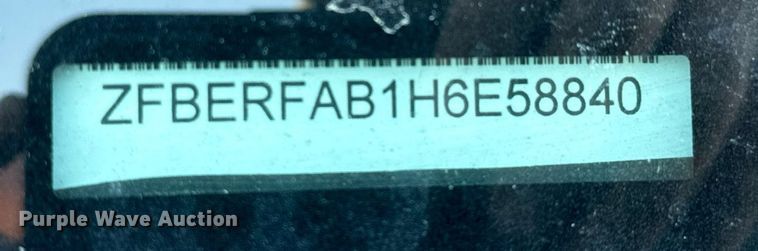 ZFBERFAB1H6E58840
Purple Wave Auction